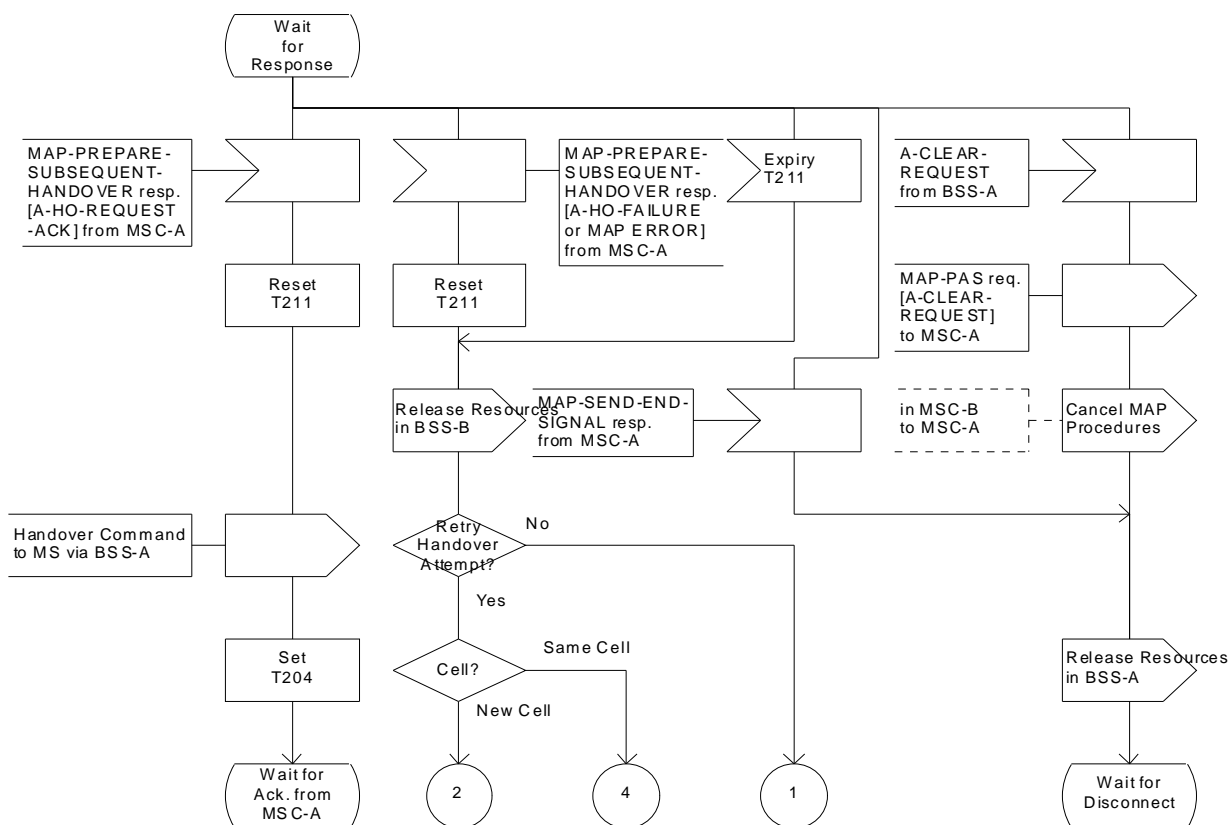 Wait
for
Response
MAP-PREPARE-
SUBSEQUENT-
HANDOVER resp.
[A-HO-REQUEST
-ACK] from MSC-A
MAP-PREPARE-
SUBSEQUENT-
HANDOVER resp.
[A-HO-FAILURE
or MAP ERROR]
from MSC-A
Expiry
T211
A-CLEAR-
REQUEST
from BSS-A
Reset
T211
Reset
T211
MAP-PAS req.
[A-CLEAR-
REQUEST]
to MSC-A
Release Resources
in BSS-B
MAP-SEND-END-
SIGNAL resp.
from MSC-A
in MSC-B
to MSC-A
Cancel MAP
Procedures
Handover Command
to MS via BSS-A
Retry
Handover
Attempt?
No
Yes
Set
T204
Cell?
Same Cell
New Cell
Release Resources
in BSS-A
Wait for
Ack. from
MSC-A
2
4
1
Wait for
Disconnect